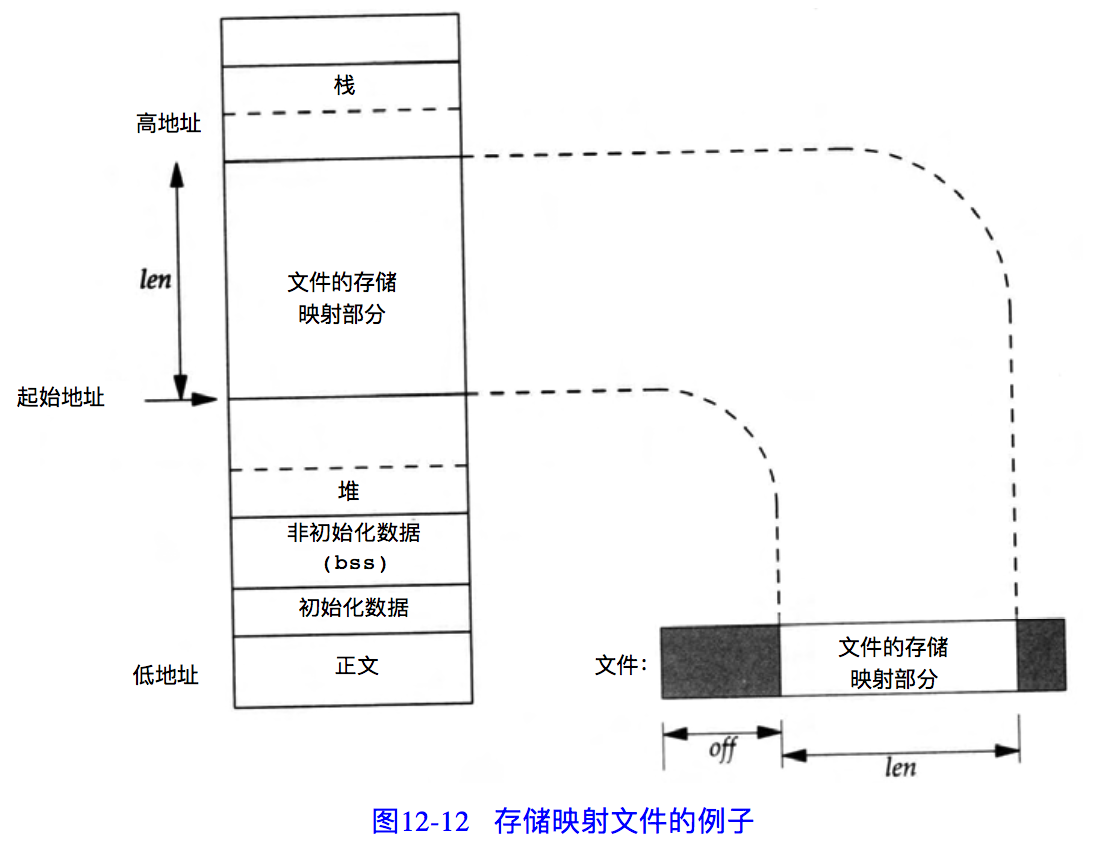 栈
高地址
len
文件的存储
映射部分
起始地址
堆
非初始化数据
(bss)
初始化数据
正文
低地址
文件:
文件的存储
映射部分
off
len
图12-12 存储映射文件的例子